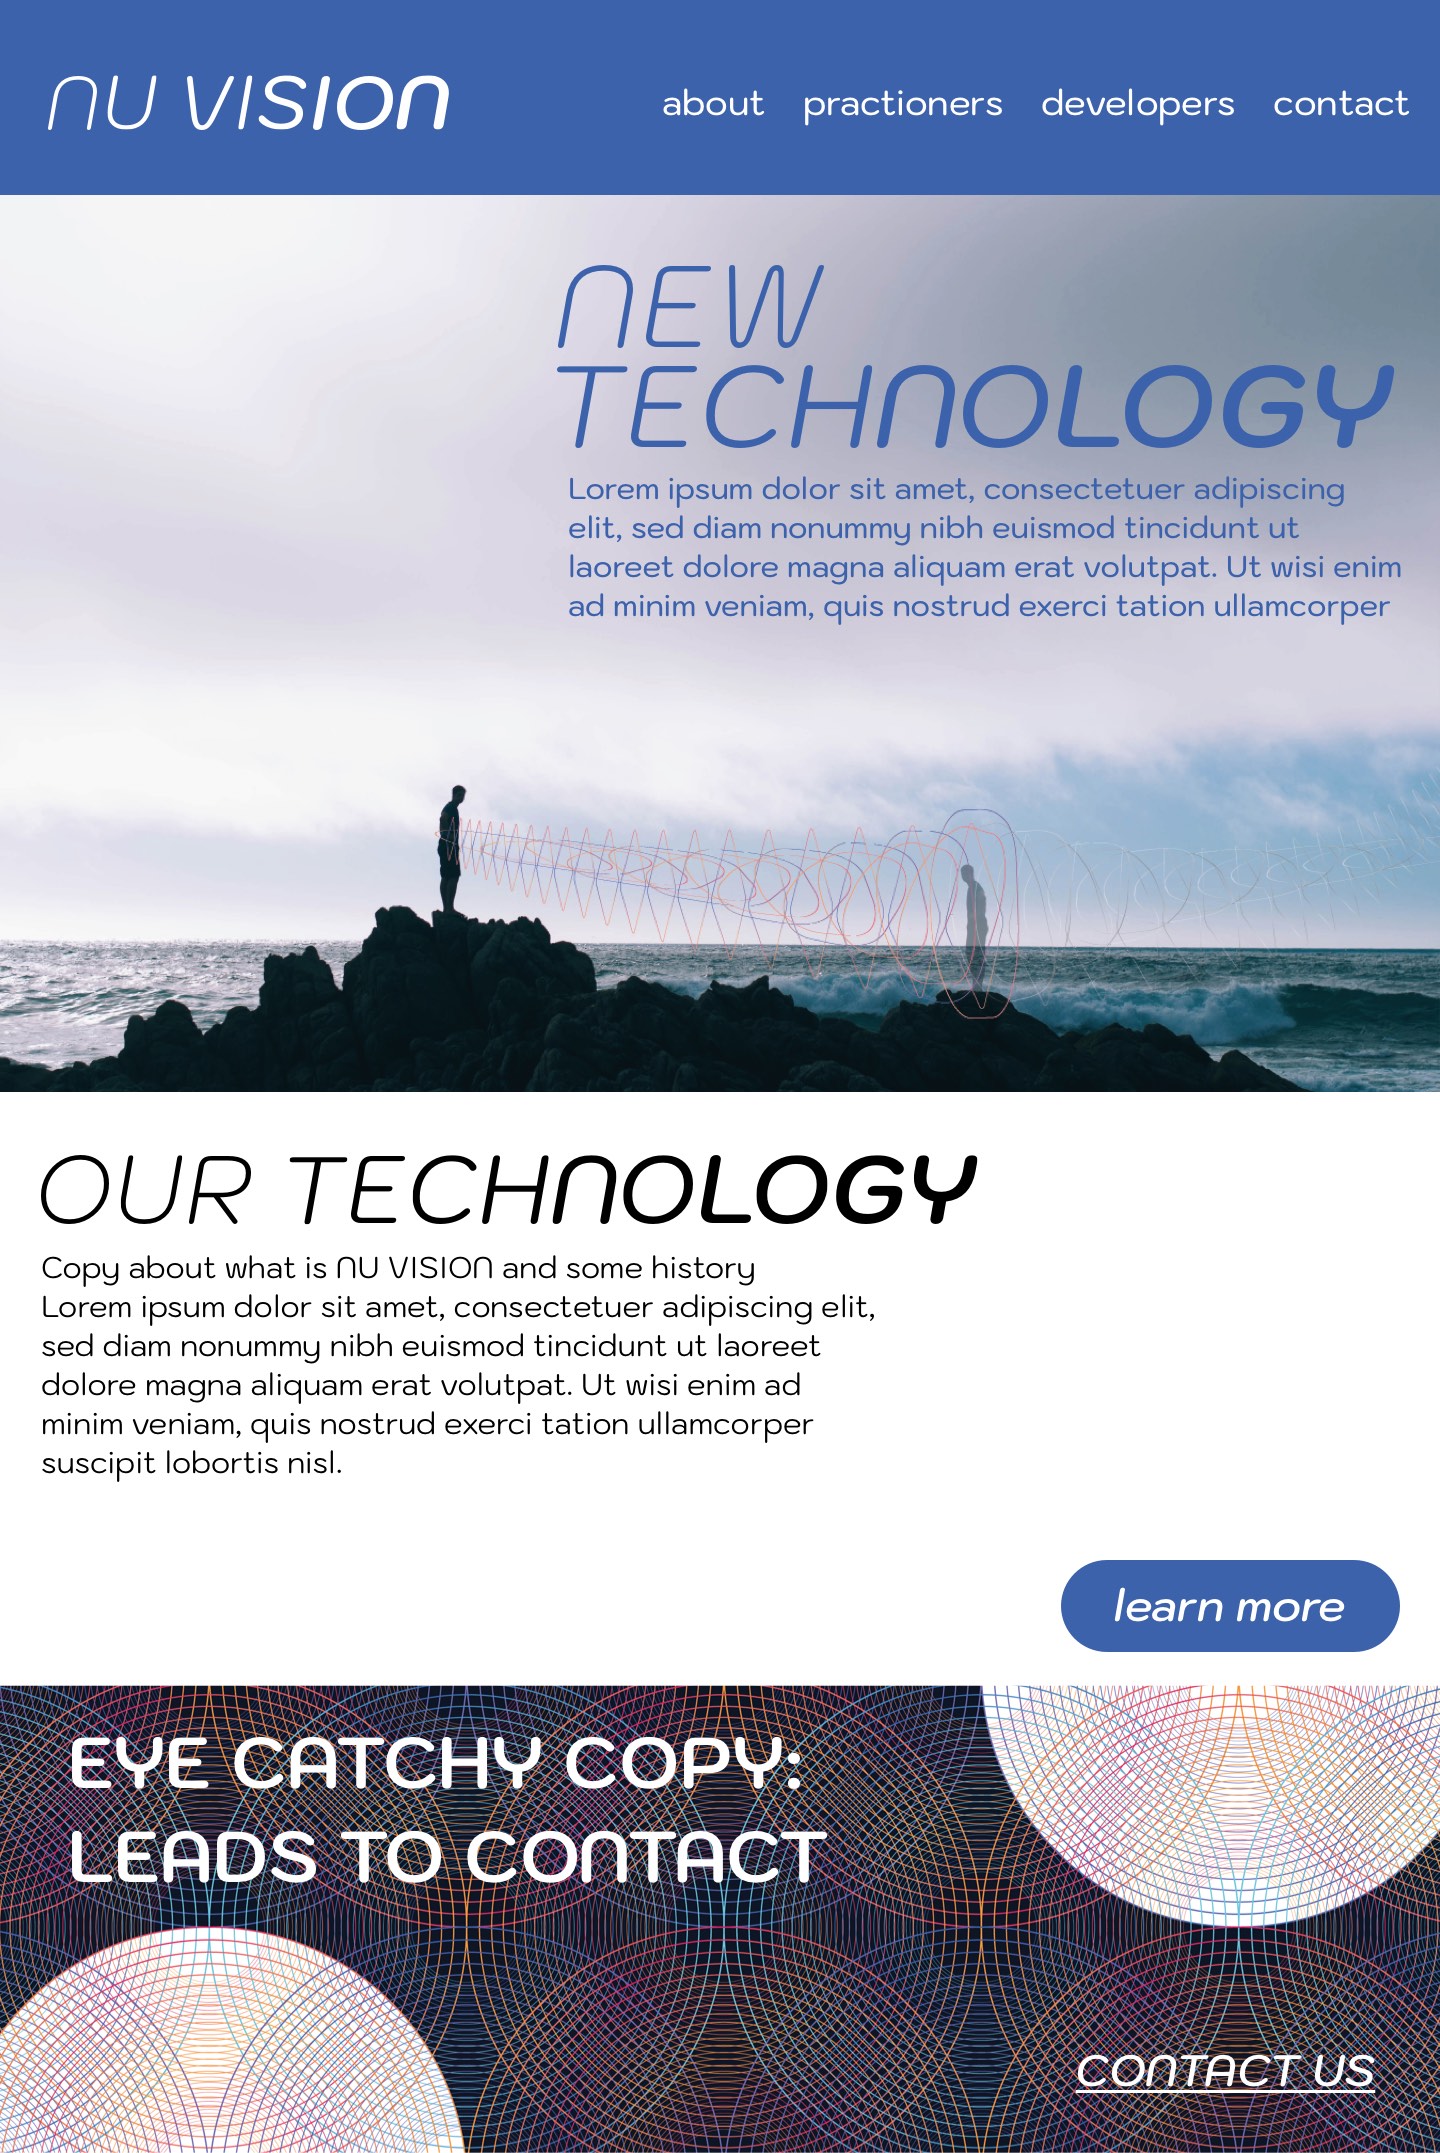 NU VISION
about practioners developers contact
NEW
TECHNOLOGY
Lorem ipsum dolor sit amet, consectetuer adipiscing
elit, sed diam nonummy nibh euismod tincidunt ut
laoreet dolore magna aliquam erat volutpat. Ut wisi enim
ad minim veniam, quis nostrud exerci tation ullamcorper
OUR TECHNOLOGY
Copy about what is NU VISION and some history
Lorem ipsum dolor sit amet, consectetuer adipiscing elit,
sed diam nonummy nibh euismod tincidunt ut laoreet
dolore magna aliquam erat volutpat. Ut wisi enim ad
minim veniam, quis nostrud exerci tation ullamcorper
suscipit lobortis nisl.
learn more
EYE CATCHY COPY:
LEADS TO CONTACT
CONTACT US